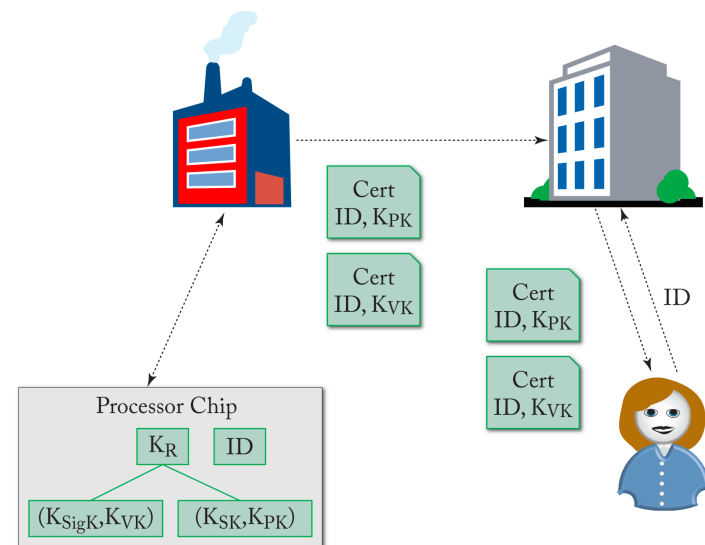 Cert
ID, KPK
Cert
ID, KVK
Cert
ID, KPK
Cert
ID, KVK
ID
Processor Chip
KR
ID
(KSigK,KVK)
(KSK,KPK)